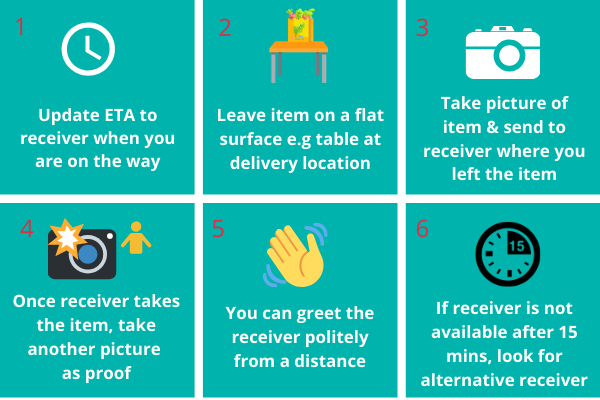 1
Update ETA to
receiver when you
are on the way
2
Leave item on a flat
surface e.g table at
delivery location
3
Take picture of
item & send to
receiver where you
left the item
4
Once receiver takes
the item, take
another picture
as proof
5
You can greet the
receiver politely
from a distance
6
15
If receiver is not
available after 15
mins, look for
alternative receiver